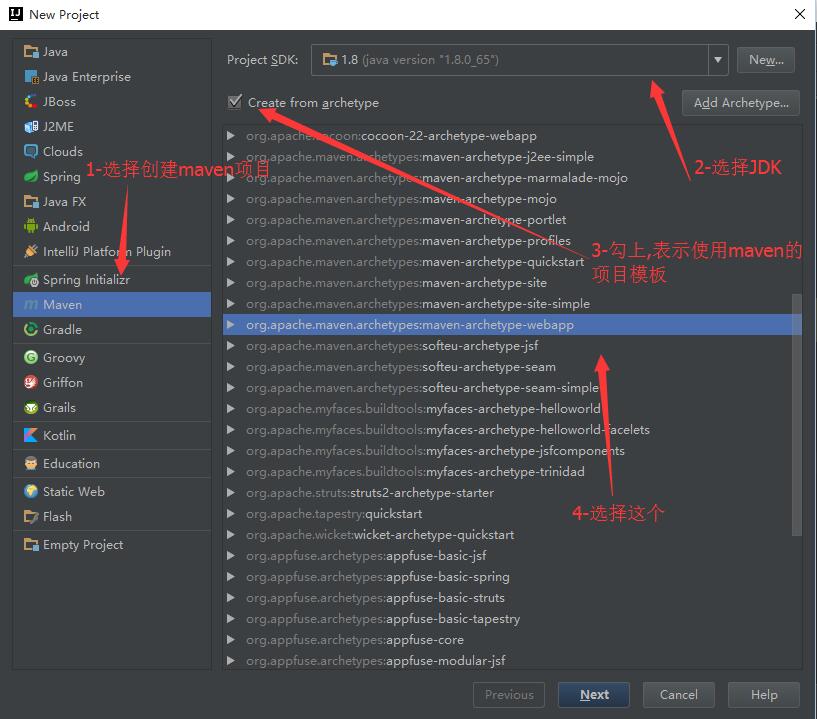 New Project
Java
Java Enterprise
JBoss
J2ME
Clouds
Spring
Java FX
Android
IntelliJ Platform Plugin
Spring Initializr
Maven
Gradle
Groovy
Griffon
Grails
Kotlin
Education
Static Web
Flash
Empty Project
1-选择创建maven项目
Project SDK: 1.8 (java version "1.8.0_65") New...
Create from archetype Add Archetype...
2-选择JDK
3-勾上,表示使用maven的
项目模板
4-选择这个
org.apache.cocoon:cocoon-22-archetype-webapp
org.apache.maven.archetypes:maven-archetype-j2ee-simple
org.apache.maven.archetypes:maven-archetype-marmalade-mojo
org.apache.maven.archetypes:maven-archetype-mojo
org.apache.maven.archetypes:maven-archetype-portlet
org.apache.maven.archetypes:maven-archetype-profiles
org.apache.maven.archetypes:maven-archetype-quickstart
org.apache.maven.archetypes:maven-archetype-site
org.apache.maven.archetypes:maven-archetype-site-simple
org.apache.maven.archetypes:maven-archetype-webapp
org.apache.maven.archetypes:softeu-archetype-jsf
org.apache.maven.archetypes:softeu-archetype-seam
org.apache.maven.archetypes:softeu-archetype-seam-simple
org.apache.myfaces.buildtools:myfaces-archetype-helloworld
org.apache.myfaces.buildtools:myfaces-archetype-helloworld-facelets
org.apache.myfaces.buildtools:myfaces-archetype-jsfcomponents
org.apache.myfaces.buildtools:myfaces-archetype-trinidad
org.apache.struts:struts2-archetype-starter
org.apache.tapestry:quickstart
org.apache.wicket:wicket-archetype-quickstart
org.appfuse.archetypes:appfuse-basic-jsf
org.appfuse.archetypes:appfuse-basic-spring
org.appfuse.archetypes:appfuse-basic-struts
org.appfuse.archetypes:appfuse-basic-tapestry
org.appfuse.archetypes:appfuse-core
org.appfuse.archetypes:appfuse-modular-jsf
Previous Next Cancel Help